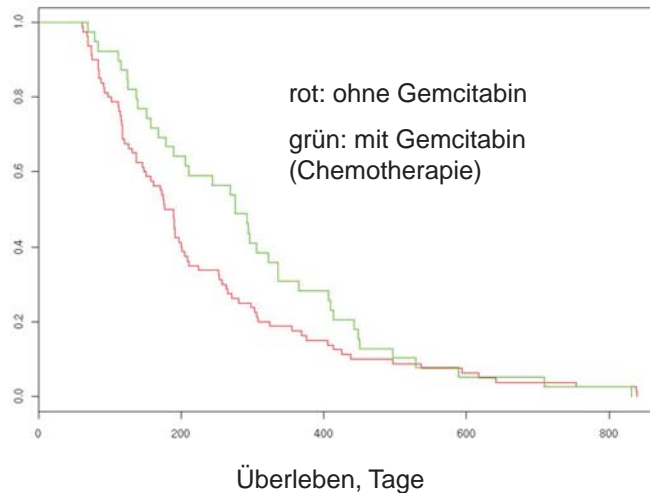 1.0
0.8
0.6
0.4
0.2
0.0
rot: ohne Gemcitabin
grün: mit Gemcitabin
(Chemotherapie)
0 200 400 600 800
Überleben, Tage